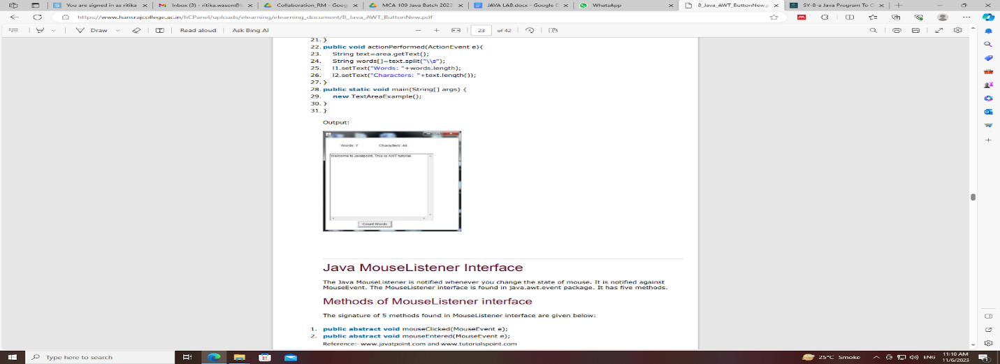 You are signed in as ritika
Inbox (3) - ritika.wason@
Collaboration_RM - Goog
MCA 109 Java Batch 2023
JAVA LAB.docx - Google D
WhatsApp
8_Java_AWT_ButtonNew.p
SY-8-a Java Program To C
https://www.hansrajcollege.ac.in/hCPanel/uploads/elearning/elearning_document/8_Java_AWT_ButtonNew.pdf
Draw
Read aloud
Ask Bing AI
23 of 42
21. }
22. public void actionPerformed(ActionEvent e){
23. String text=area.getText();
24. String words[]=text.split("\\s");
25. l1.setText("Words: "+words.length);
26. l2.setText("Characters: "+text.length());
27. }
28. public static void main(String[] args) {
29. new TextAreaExample();
30. }
31. }
Output:
Words: 7 Characters:
Welcome to Javatpoint. This is AWT tutorial.
Count Words
Java MouseListener Interface
The Java MouseListener is notified whenever you change the state of mouse. It is notified against
MouseEvent. The MouseListener interface is found in java.awt.event package. It has five methods.
Methods of MouseListener interface
The signature of 5 methods found in MouseListener interface are given below:
1. public abstract void mouseClicked(MouseEvent e);
2. public abstract void mouseEntered(MouseEvent e);
Reference:- www.javatpoint.com and www.tutorialspoint.com
Type here to search
25°C Smoke
ENG
11:10 AM
11/6/2023